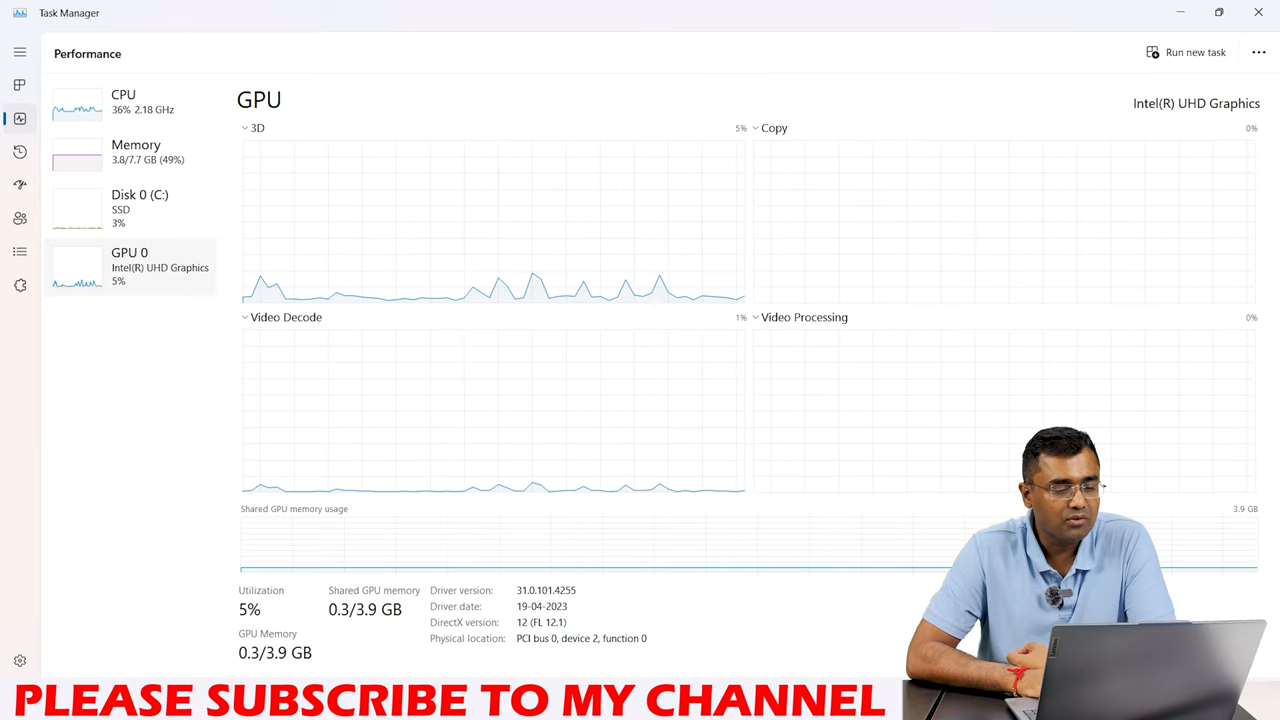 Task Manager
Performance
Run new task
CPU
36% 2.18 GHz
Memory
3.8/7.7 GB (49%)
Disk 0 (C:)
SSD
3%
GPU 0
Intel(R) UHD Graphics
5%
GPU
Intel(R) UHD Graphics
3D 5%
Copy 0%
Video Decode 1%
Video Processing 0%
Shared GPU memory usage 3.9 GB
Utilization
5%
Shared GPU memory
0.3/3.9 GB
GPU Memory
0.3/3.9 GB
Driver version: 31.0.101.4255
Driver date: 19-04-2023
DirectX version: 12 (FL 12.1)
Physical location: PCI bus 0, device 2, function 0
PLEASE SUBSCRIBE TO MY CHANNEL